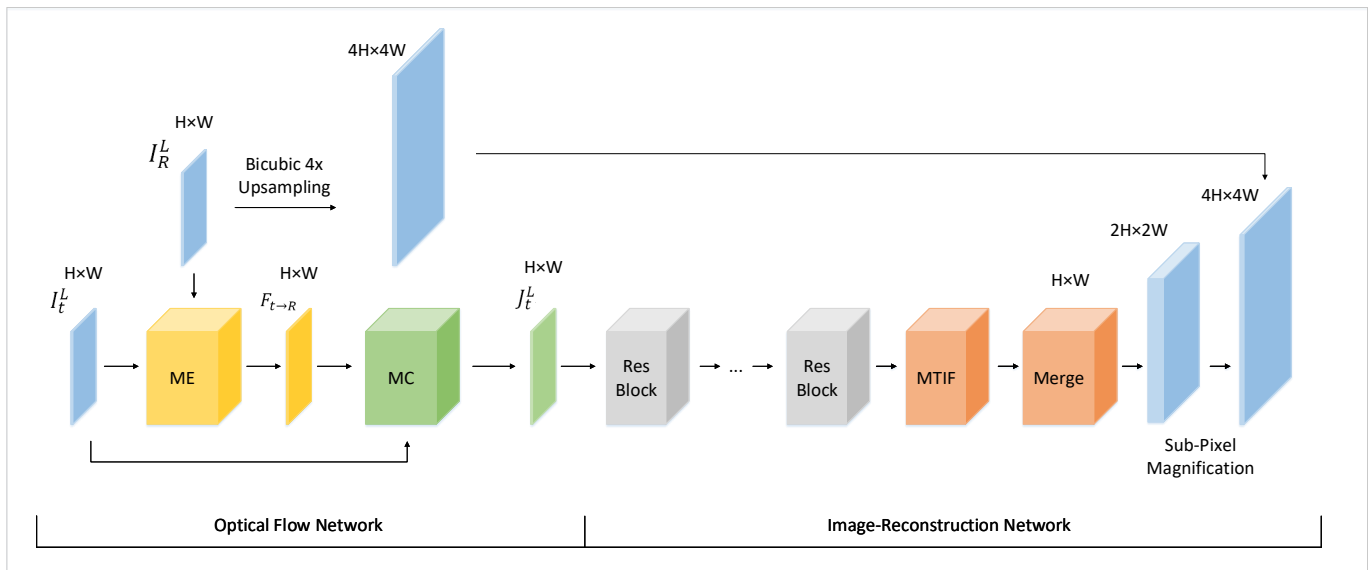 4H×4W
H×W
I_R^L
Bicubic 4x
Upsampling
4H×4W
2H×2W
H×W
I_t^L
H×W
F_{t→R}
H×W
J_t^L
H×W
ME
MC
Res
Block
...
Res
Block
MTIF
Merge
Sub-Pixel
Magnification
Optical Flow Network
Image-Reconstruction Network